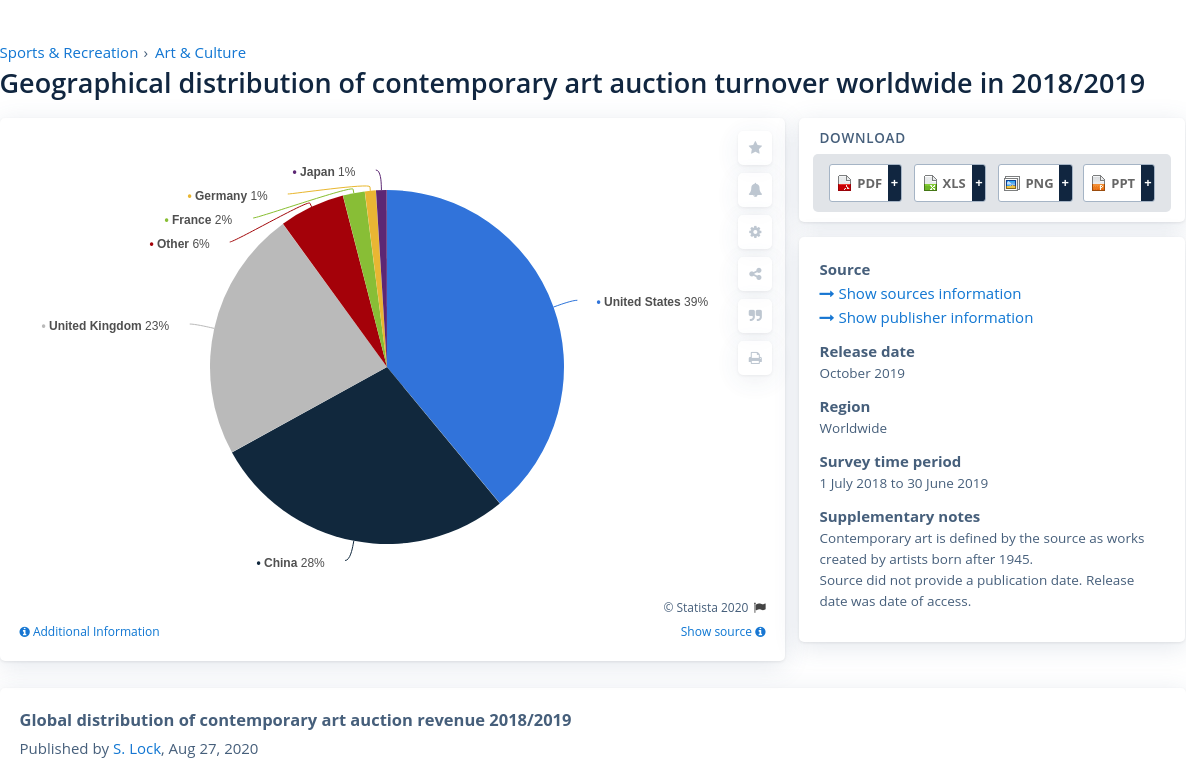 Sports & Recreation › Art & Culture
Geographical distribution of contemporary art auction turnover worldwide in 2018/2019
• Japan 1%
• Germany 1%
• France 2%
• Other 6%
• United States 39%
• United Kingdom 23%
• China 28%
© Statista 2020
Additional Information
Show source
DOWNLOAD
PDF + XLS + PNG + PPT +
Source
Show sources information
Show publisher information
Release date
October 2019
Region
Worldwide
Survey time period
1 July 2018 to 30 June 2019
Supplementary notes
Contemporary art is defined by the source as works
created by artists born after 1945.
Source did not provide a publication date. Release
date was date of access.
Global distribution of contemporary art auction revenue 2018/2019
Published by S. Lock, Aug 27, 2020